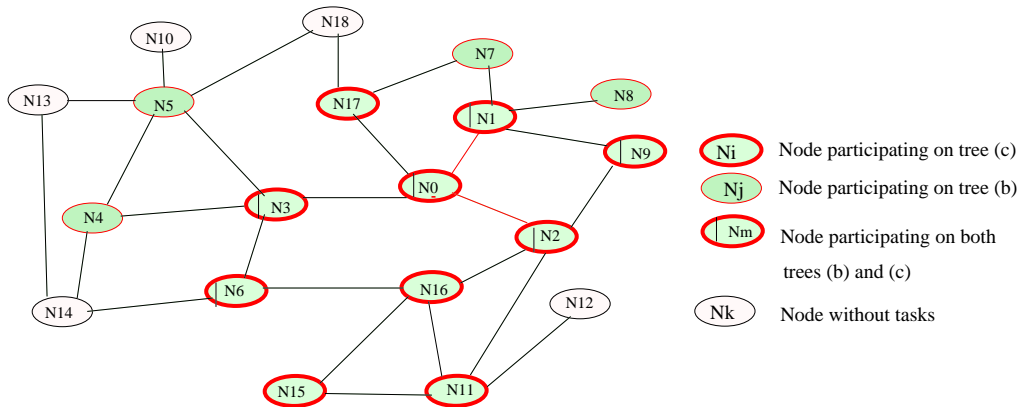 N18
N10
N7
N13
N5
N17
N8
N1
N9
N0
N3
N4
N2
N6
N16
N14
N12
N15
N11
Ni Node participating on tree (c)
Nj Node participating on tree (b)
Nm Node participating on both
trees (b) and (c)
Nk Node without tasks